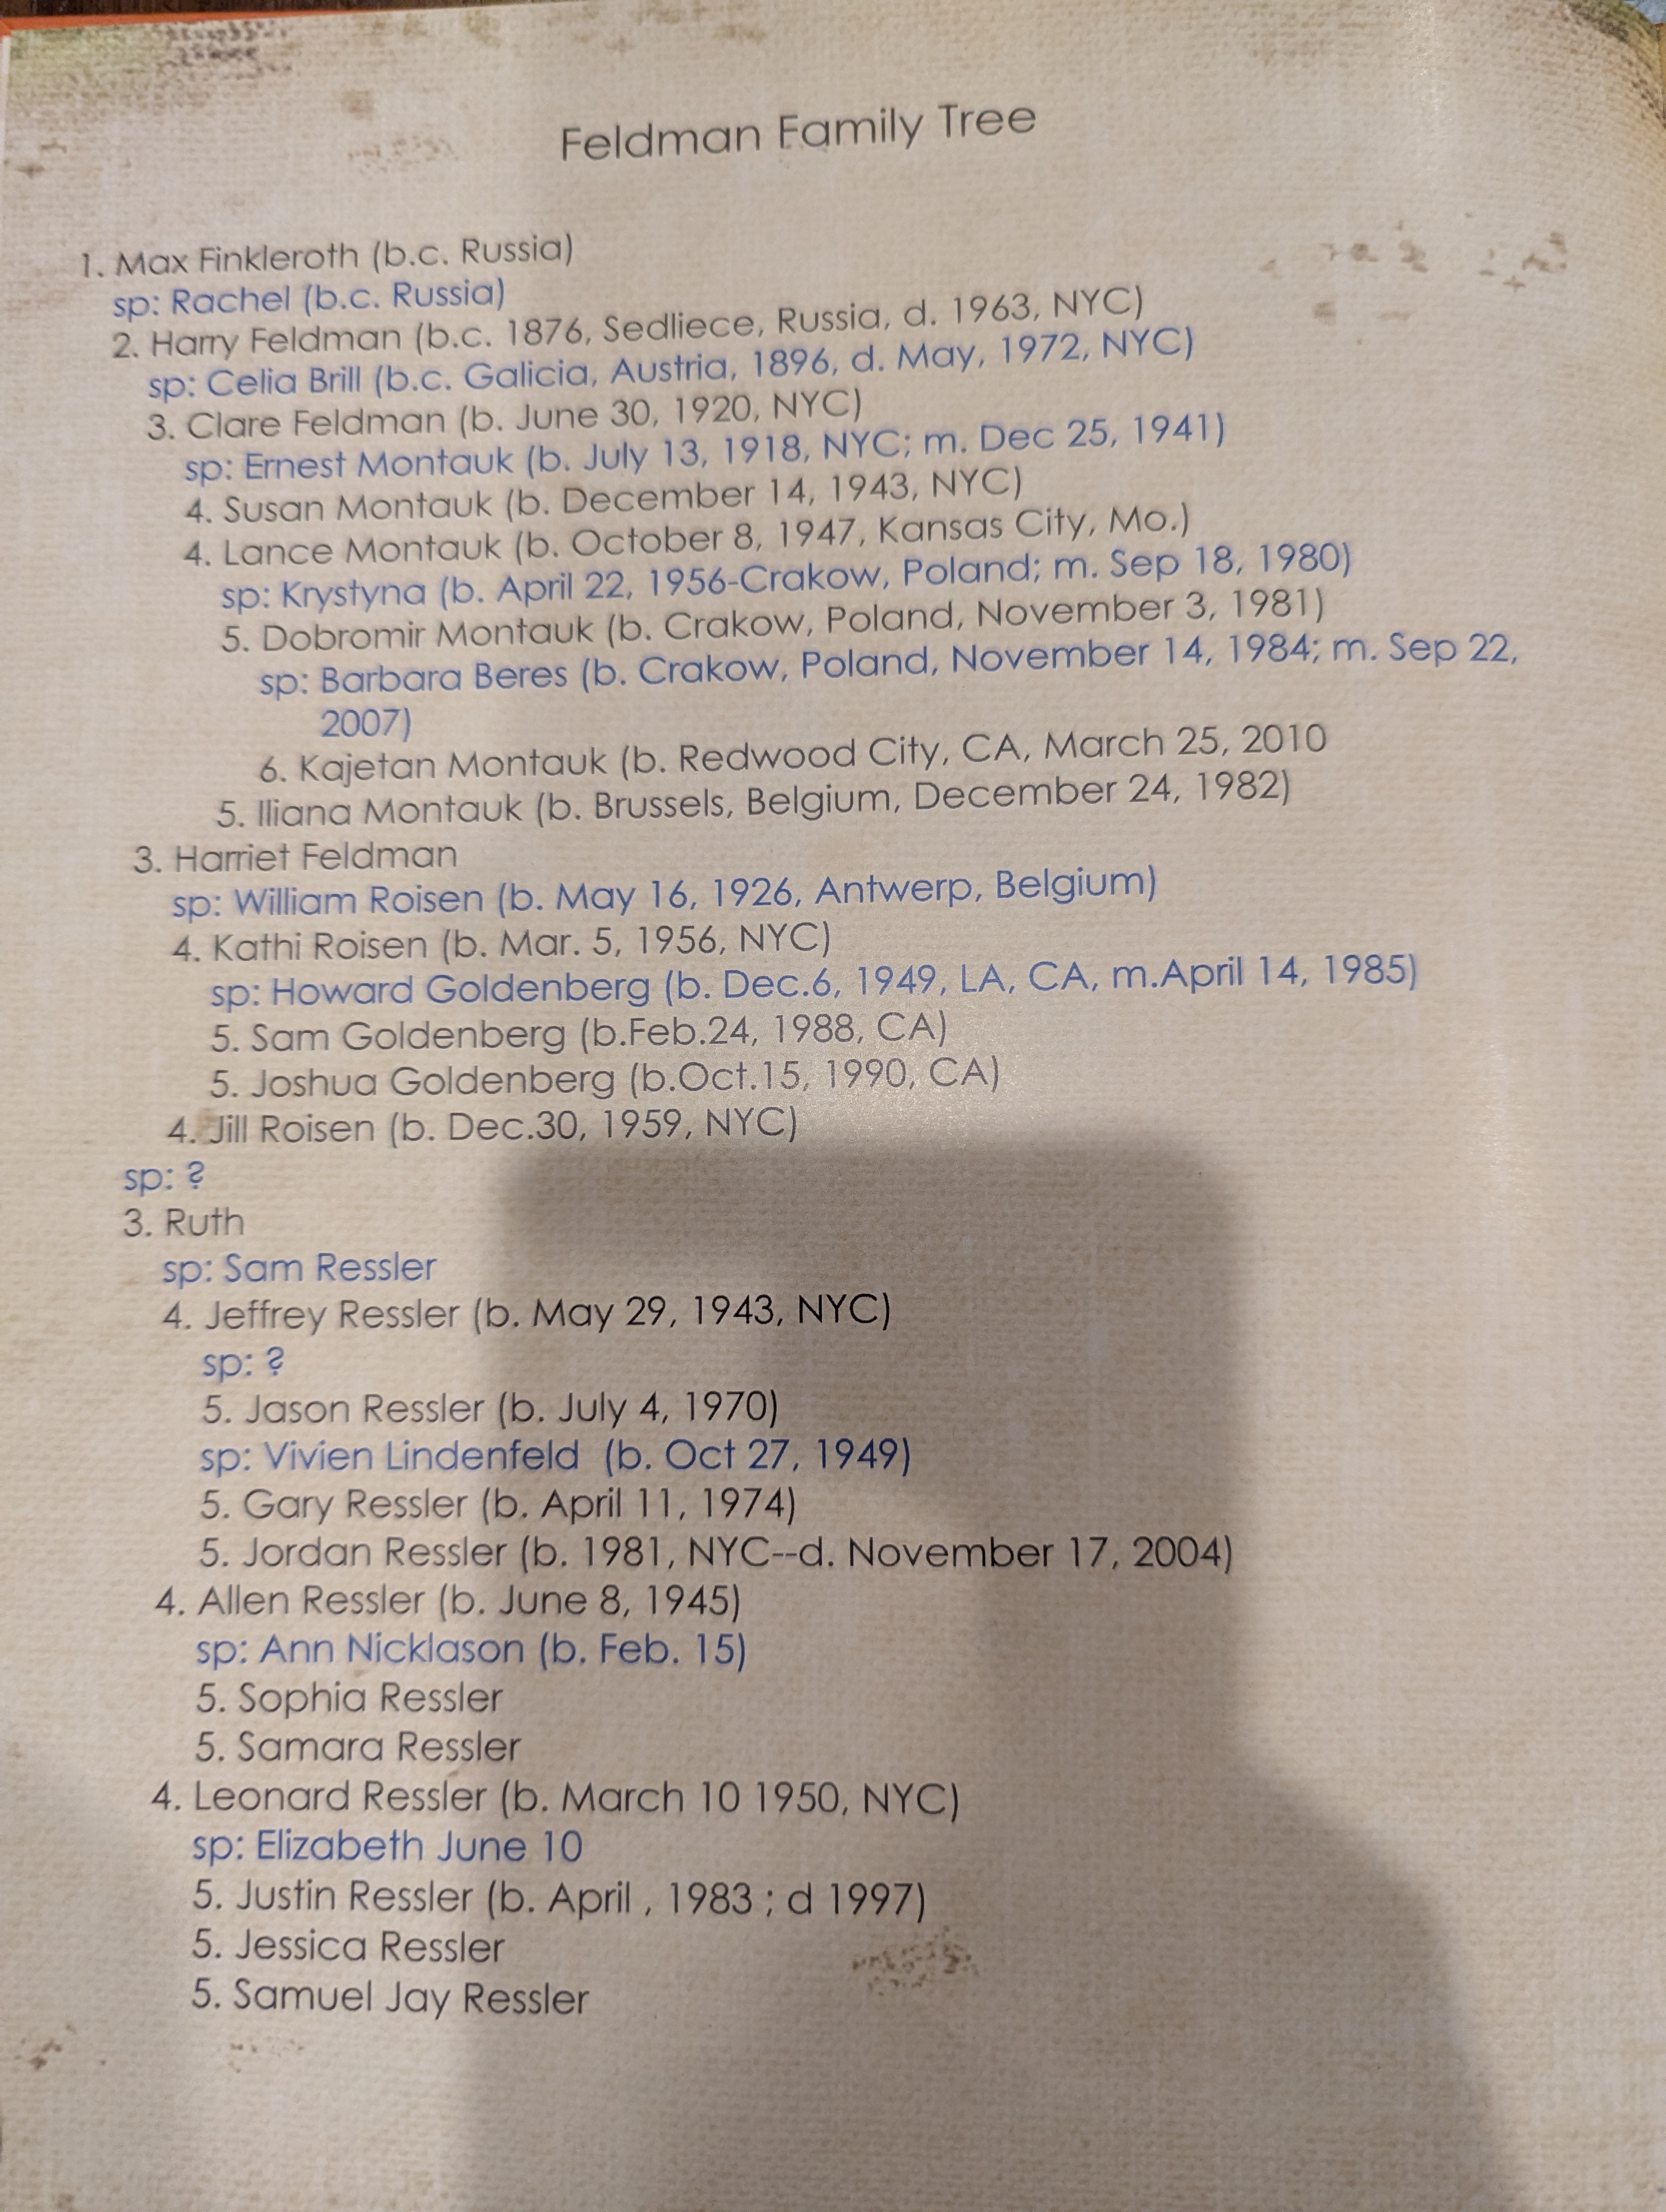 Feldman Family Tree
1. Max Finkleroth (b.c. Russia)
sp: Rachel (b.c. Russia)
2. Harry Feldman (b.c. 1876, Sedliece, Russia, d. 1963, NYC)
sp: Celia Brill (b.c. Galicia, Austria, 1896, d. May, 1972, NYC)
3. Clare Feldman (b. June 30, 1920, NYC)
sp: Ernest Montauk (b. July 13, 1918, NYC; m. Dec 25, 1941)
4. Susan Montauk (b. December 14, 1943, NYC)
4. Lance Montauk (b. October 8, 1947, Kansas City, Mo.)
sp: Krystyna (b. April 22, 1956-Crakow, Poland; m. Sep 18, 1980)
5. Dobromir Montauk (b. Crakow, Poland, November 3, 1981)
sp: Barbara Beres (b. Crakow, Poland, November 14, 1984; m. Sep 22,
2007)
6. Kajetan Montauk (b. Redwood City, CA, March 25, 2010
5. Iliana Montauk (b. Brussels, Belgium, December 24, 1982)
3. Harriet Feldman
sp: William Roisen (b. May 16, 1926, Antwerp, Belgium)
4. Kathi Roisen (b. Mar. 5, 1956, NYC)
sp: Howard Goldenberg (b. Dec.6, 1949, LA, CA, m.April 14, 1985)
5. Sam Goldenberg (b.Feb.24, 1988, CA)
5. Joshua Goldenberg (b.Oct.15, 1990, CA)
4. Jill Roisen (b. Dec.30, 1959, NYC)
sp: ?
3. Ruth
sp: Sam Ressler
4. Jeffrey Ressler (b. May 29, 1943, NYC)
sp: ?
5. Jason Ressler (b. July 4, 1970)
sp: Vivien Lindenfeld (b. Oct 27, 1949)
5. Gary Ressler (b. April 11, 1974)
5. Jordan Ressler (b. 1981, NYC--d. November 17, 2004)
4. Allen Ressler (b. June 8, 1945)
sp: Ann Nicklason (b. Feb. 15)
5. Sophia Ressler
5. Samara Ressler
4. Leonard Ressler (b. March 10 1950, NYC)
sp: Elizabeth June 10
5. Justin Ressler (b. April , 1983 ; d 1997)
5. Jessica Ressler
5. Samuel Jay Ressler